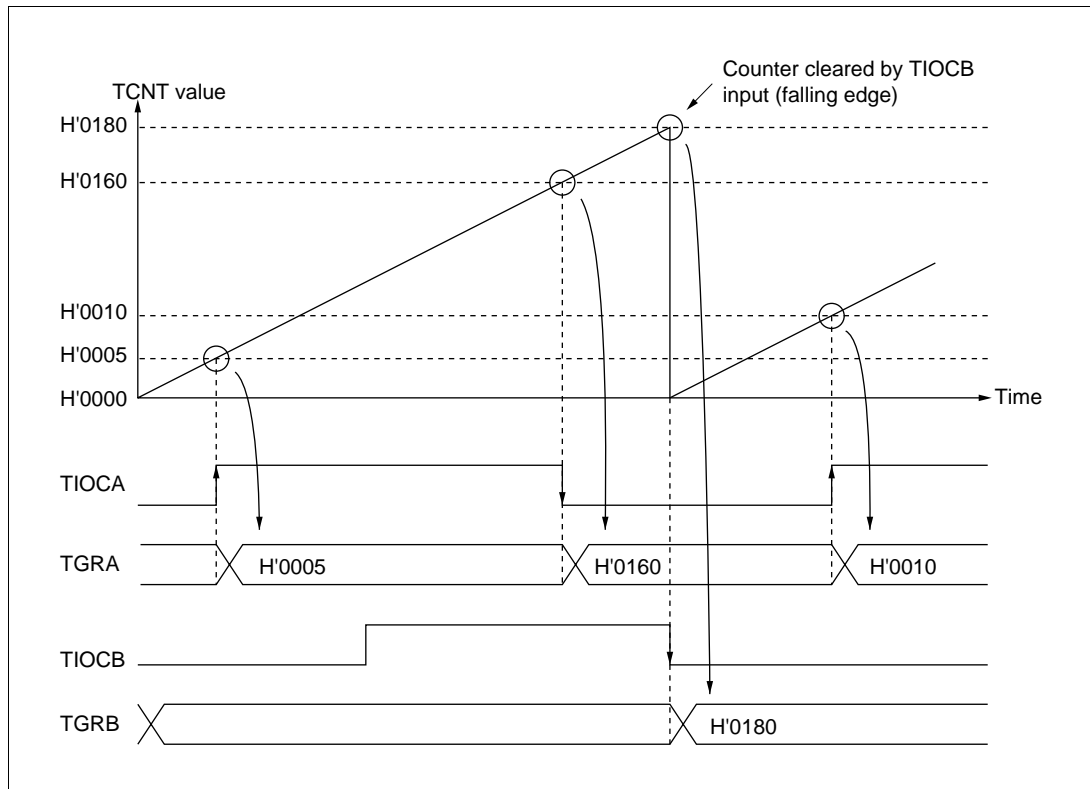 Counter cleared by TIOCB
input (falling edge)
TCNT value
H'0180
H'0160
H'0010
H'0005
H'0000
Time
TIOCA
TGRA
H'0005
H'0160
H'0010
TIOCB
TGRB
H'0180